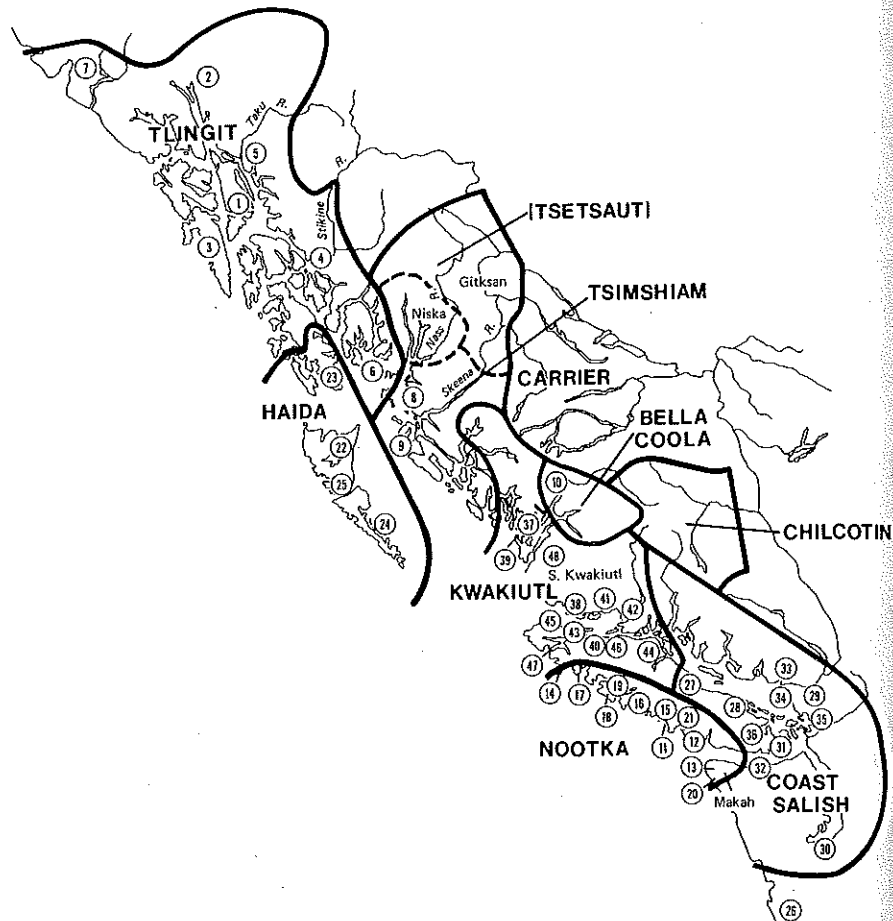 7
2
Taku R.
TLINGIT
5
R.
1
ITSETSAUTI
3
Stikine
4
Gitksan
TSIMSHIAM
R.
Niska
Nass
R.
6
Skeena
23
CARRIER
HAIDA
8
BELLA
COOLA
9
22
10
25
24
37
CHILCOTIN
39
48
S. Kwakiutl
KWAKIUTL
38
41
42
45
43
40
46
44
33
47
27
34
29
14
17
19
28
35
16
15
21
18
36
31
11
12
NOOTKA
13
32
COAST
SALISH
20
Makah
30
26